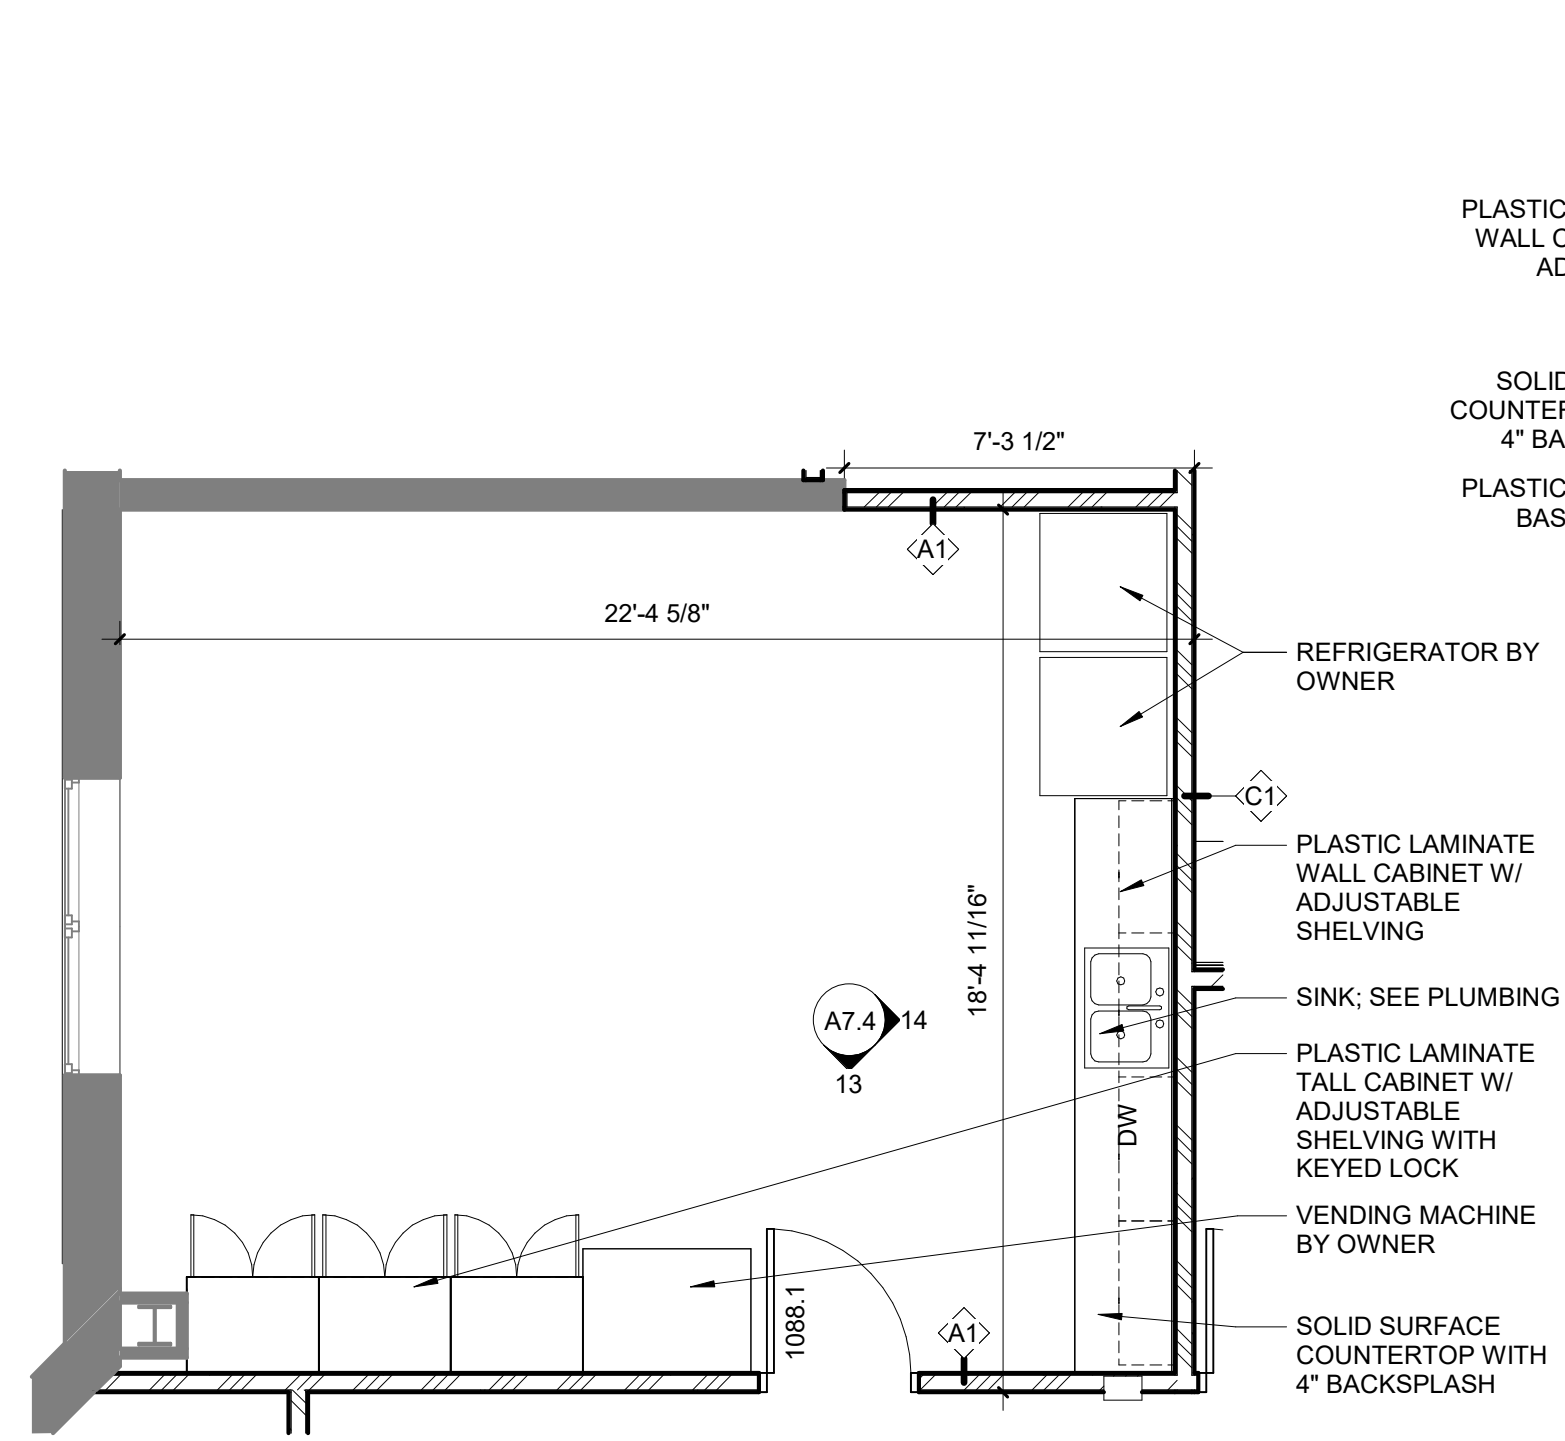 PLASTIC
WALL C
AD
SOLID
COUNTER
4" BA
PLASTIC
BAS
7'-3 1/2"
A1
22'-4 5/8"
REFRIGERATOR BY
OWNER
C1
PLASTIC LAMINATE
WALL CABINET W/
ADJUSTABLE
SHELVING
18'-4 11/16"
SINK; SEE PLUMBING
A7.4
14
13
PLASTIC LAMINATE
TALL CABINET W/
ADJUSTABLE
SHELVING WITH
KEYED LOCK
DW
VENDING MACHINE
BY OWNER
1088.1
A1
SOLID SURFACE
COUNTERTOP WITH
4" BACKSPLASH